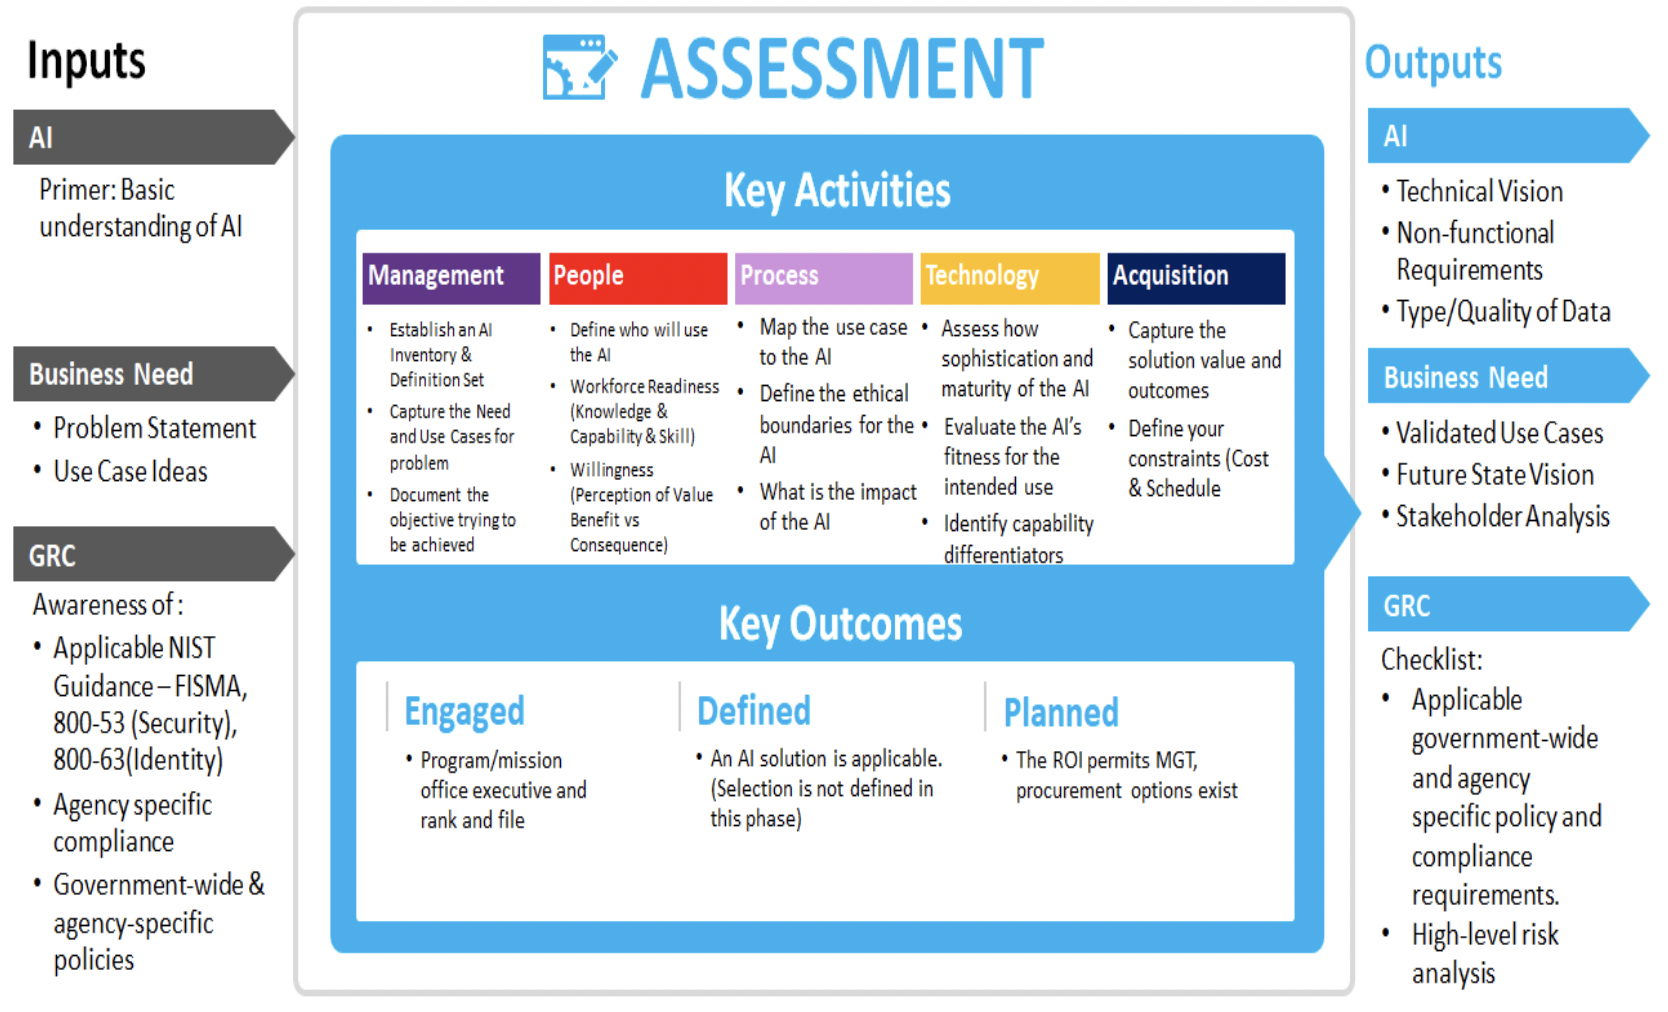 Inputs
AI
Primer: Basic
understanding of AI
Business Need
• Problem Statement
• Use Case Ideas
GRC
Awareness of :
• Applicable NIST
Guidance – FISMA,
800-53 (Security),
800-63(Identity)
• Agency specific
compliance
• Government-wide &
agency-specific
policies
ASSESSMENT
Key Activities
Management
• Establish an AI
Inventory &
Definition Set
• Capture the Need
and Use Cases for
problem
• Document the
objective trying to
be achieved
People
• Define who will use
the AI
• Workforce Readiness
(Knowledge &
Capability & Skill)
• Willingness
(Perception of Value
Benefit vs
Consequence)
Process
• Map the use case
to the AI
• Define the ethical
boundaries for the
AI
• What is the impact
of the AI
Technology
• Assess how
sophistication and
maturity of the AI
• Evaluate the AI’s
fitness for the
intended use
• Identify capability
differentiators
Acquisition
• Capture the
solution value and
outcomes
• Define your
constraints (Cost
& Schedule
Key Outcomes
Engaged
• Program/mission
office executive and
rank and file
Defined
• An AI solution is applicable.
(Selection is not defined in
this phase)
Planned
• The ROI permits MGT,
procurement options exist
Outputs
AI
• Technical Vision
• Non-functional
Requirements
• Type/Quality of Data
Business Need
• Validated Use Cases
• Future State Vision
• Stakeholder Analysis
GRC
Checklist:
• Applicable
government-wide
and agency
specific policy and
compliance
requirements.
• High-level risk
analysis